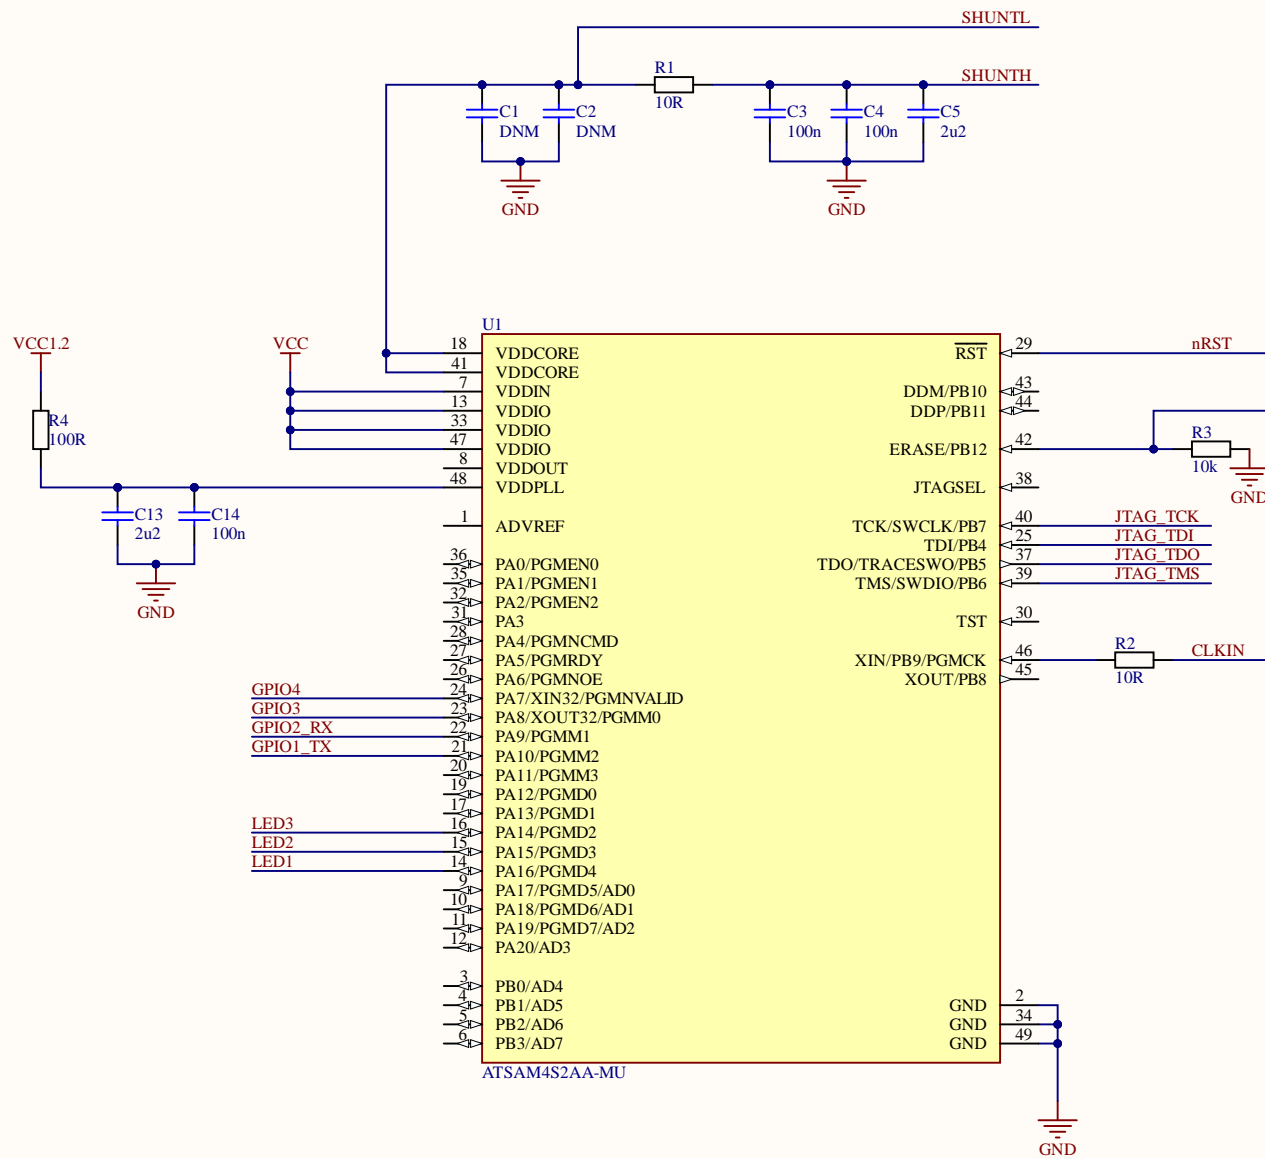 SHUNTL
R1
SHUNTH
10R
C1
DNM
C2
DNM
C3
100n
C4
100n
C5
2u2
GND
GND
VCC1.2
VCC
R4
100R
C13
2u2
C14
100n
GND
U1
18 VDDCORE
41 VDDCORE
7 VDDIN
13 VDDIO
33 VDDIO
47 VDDIO
8 VDDOUT
48 VDDPLL
1 ADVREF
36 PA0/PGMEN0
35 PA1/PGMEN1
32 PA2/PGMEN2
31 PA3
28 PA4/PGMNCMD
27 PA5/PGMRDY
26 PA6/PGMNOE
GPIO4 24 PA7/XIN32/PGMNVALID
GPIO3 23 PA8/XOUT32/PGMM0
GPIO2_RX 22 PA9/PGMM1
GPIO1_TX 21 PA10/PGMM2
20 PA11/PGMM3
19 PA12/PGMD0
17 PA13/PGMD1
LED3 16 PA14/PGMD2
LED2 15 PA15/PGMD3
LED1 14 PA16/PGMD4
9 PA17/PGMD5/AD0
10 PA18/PGMD6/AD1
11 PA19/PGMD7/AD2
12 PA20/AD3
3 PB0/AD4
4 PB1/AD5
5 PB2/AD6
6 PB3/AD7
RST 29 nRST
DDM/PB10 43
DDP/PB11 44
ERASE/PB12 42
R3
10k
GND
JTAGSEL 38
TCK/SWCLK/PB7 40 JTAG_TCK
TDI/PB4 25 JTAG_TDI
TDO/TRACESWO/PB5 37 JTAG_TDO
TMS/SWDIO/PB6 39 JTAG_TMS
TST 30
XIN/PB9/PGMCK 46 CLKIN
R2
10R
XOUT/PB8 45
GND 2
GND 34
GND 49
ATSAM4S2AA-MU
GND